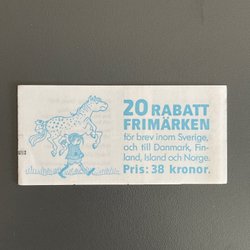 20 RABATT
FRIMÄRKEN
för brev inom Sverige,
och till Danmark, Fin-
land, Island och Norge.
Pris: 38 kronor.